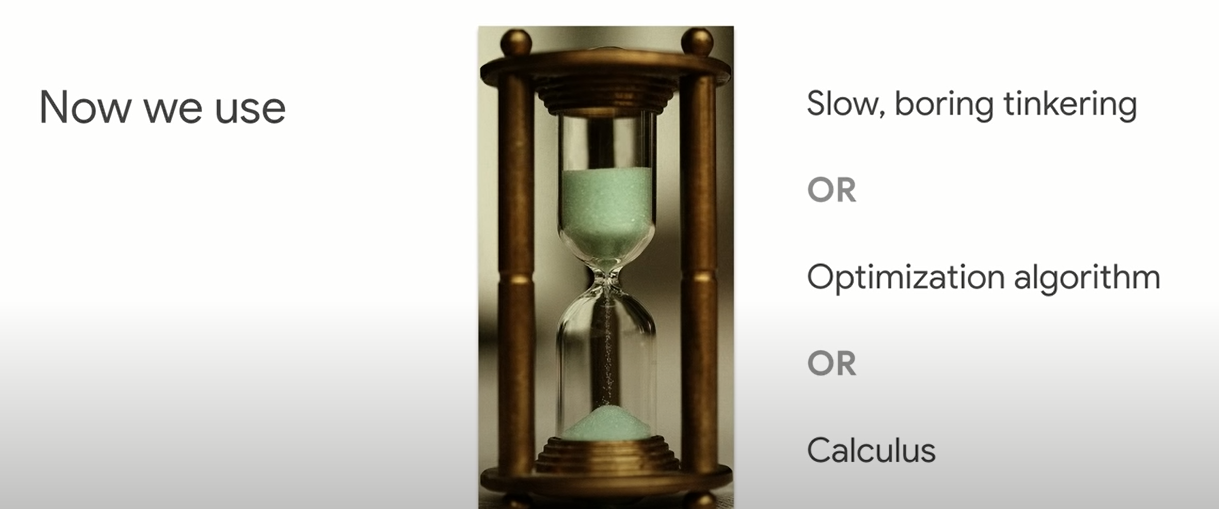 Now we use
Slow, boring tinkering
OR
Optimization algorithm
OR
Calculus